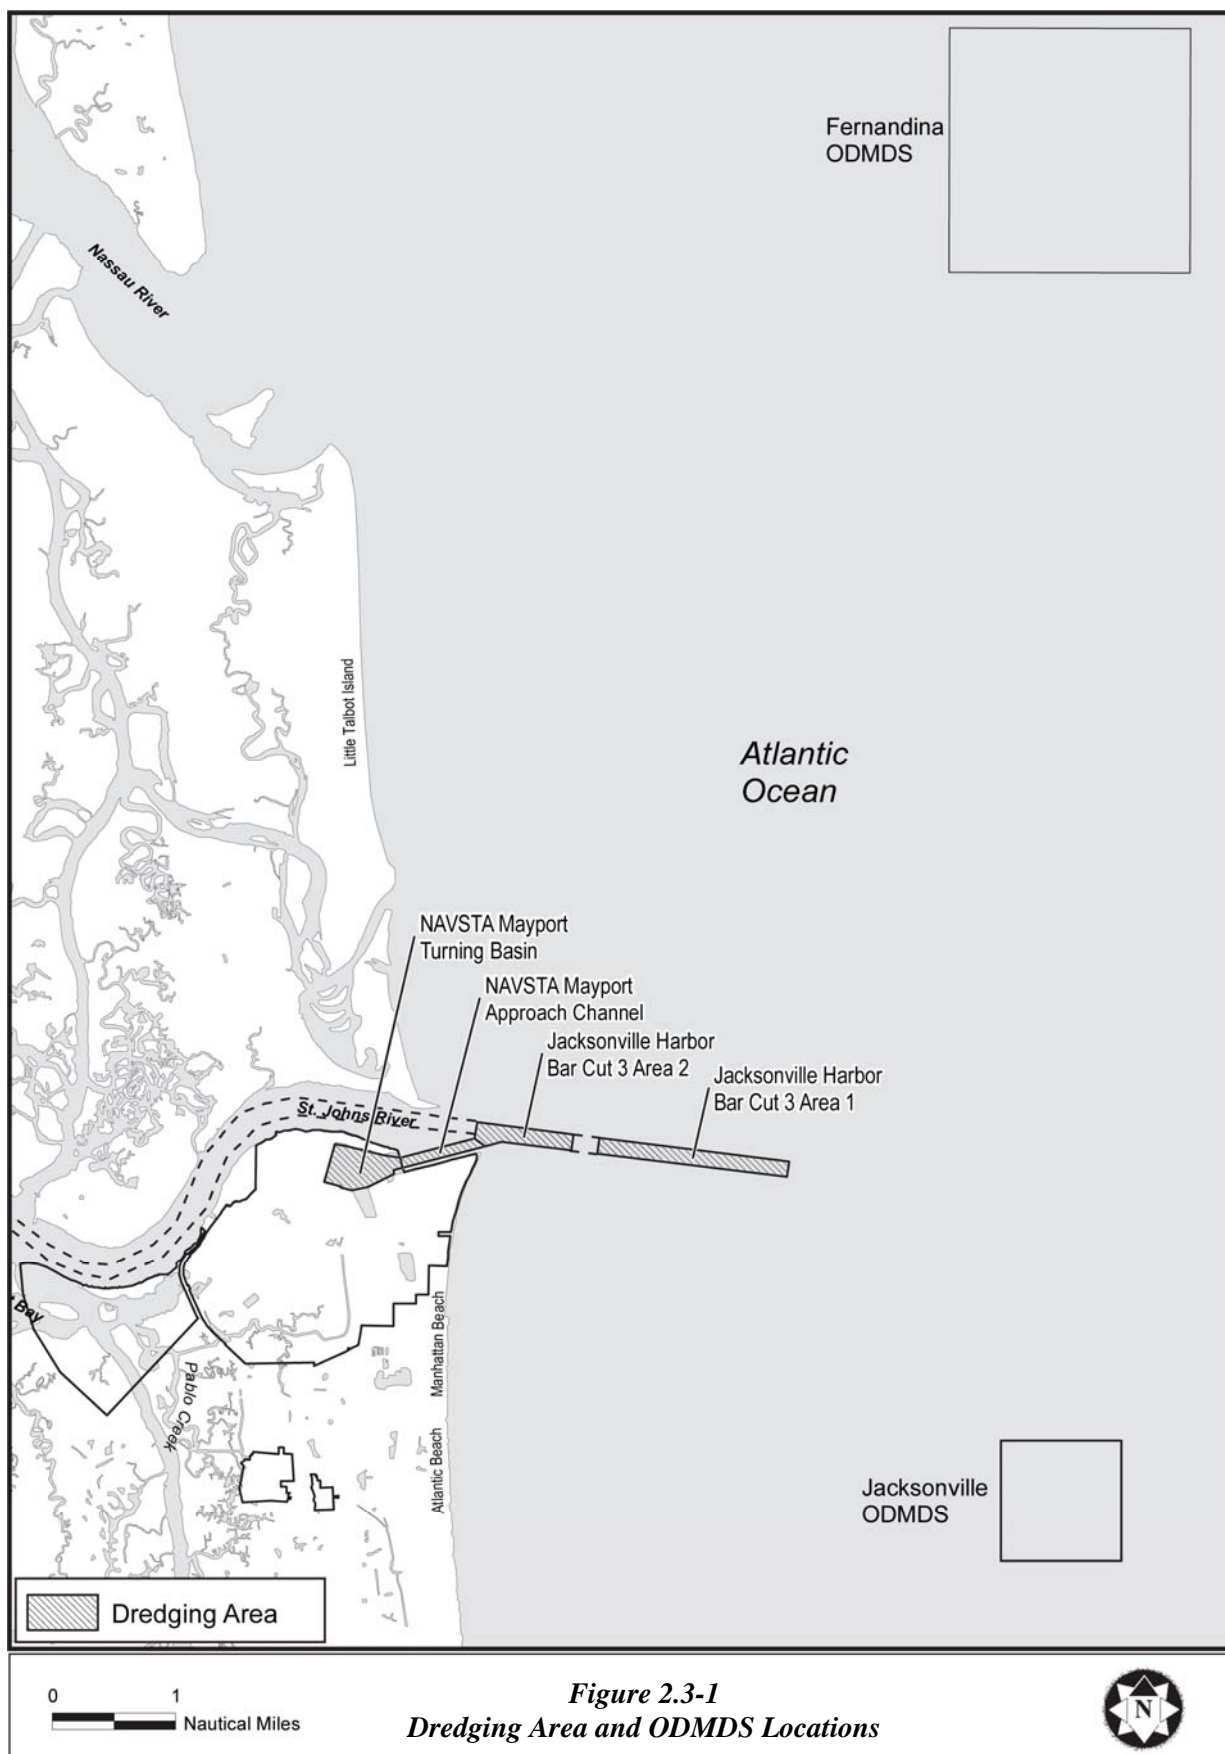 Fernandina
ODMDS
Nassau River
Little Talbot Island
Atlantic
Ocean
NAVSTA Mayport
Turning Basin
NAVSTA Mayport
Approach Channel
Jacksonville Harbor
Bar Cut 3 Area 2
Jacksonville Harbor
Bar Cut 3 Area 1
St. Johns River
Bay
Manhattan Beach
Pablo Creek
Atlantic Beach
Jacksonville
ODMDS
Dredging Area
0 1
Nautical Miles
Figure 2.3-1
Dredging Area and ODMDS Locations
N